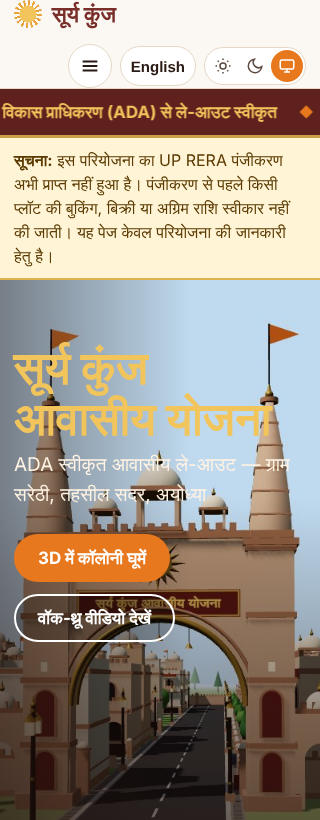 सूर्य कुंज
English
विकास प्राधिकरण (ADA) से ले-आउट स्वीकृत
सूचना: इस परियोजना का UP RERA पंजीकरण
अभी प्राप्त नहीं हुआ है। पंजीकरण से पहले किसी
प्लॉट की बुकिंग, बिक्री या अग्रिम राशि स्वीकार नहीं
की जाती। यह पेज केवल परियोजना की जानकारी
हेतु है।
सूर्य कुंज
आवासीय योजना
ADA स्वीकृत आवासीय ले-आउट — ग्राम
सरेठी, तहसील सदर, अयोध्या
3D में कॉलोनी घूमें
सूर्य कुंज आवासीय योजना
वॉक-थ्रू वीडियो देखें